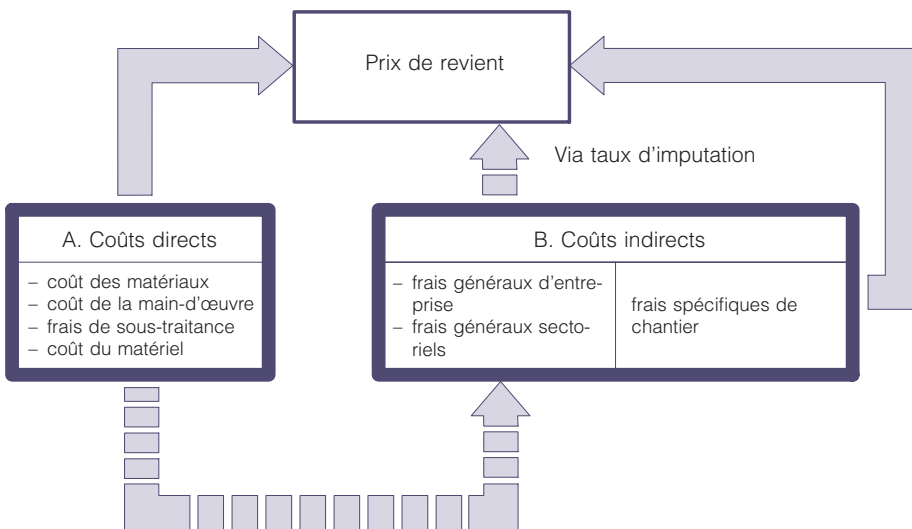 Prix de revient
Via taux d'imputation
A. Coûts directs
– coût des matériaux
– coût de la main-d'œuvre
– frais de sous-traitance
– coût du matériel
B. Coûts indirects
– frais généraux d'entre-
prise
– frais généraux secto-
riels
frais spécifiques de
chantier